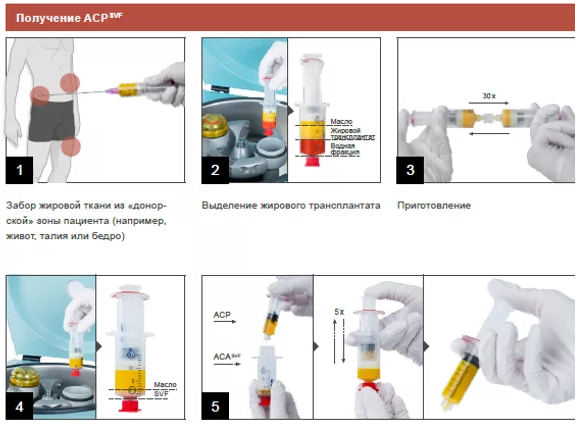 Получение ACP SVF
1
2
Масло
Жировой
трансплантат
Водная
фракция
3
30 x
Забор жировой ткани из «донор-
ской» зоны пациента (например,
живот, талия или бедро)
Выделение жирового трансплантата
Приготовление
4
Масло
SVF
5
ACP
ACA SVF
5 x